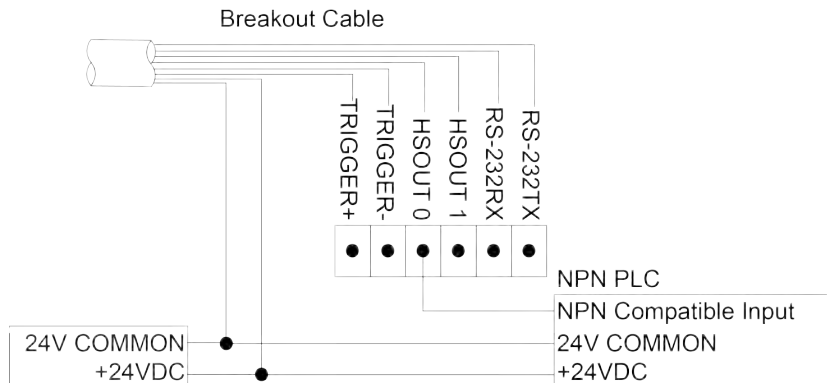 Breakout Cable
TRIGGER+
TRIGGER-
HSOUT 0
HSOUT 1
RS-232RX
RS-232TX
NPN PLC
NPN Compatible Input
24V COMMON
24V COMMON
+24VDC
+24VDC